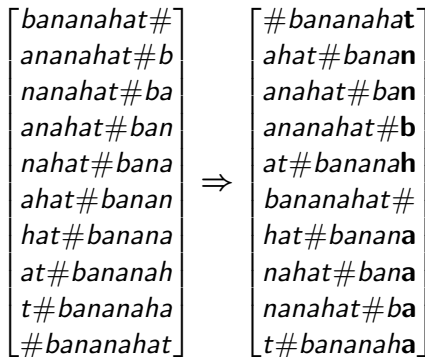 bananahat# #bananahat
ananahat#b ahat#banan
nanahat#ba anahat#ban
anahat#ban ananahat#b
nahat#bana at#bananah
ahat#banan ⇒ bananahat#
hat#banana hat#banana
at#bananah nahat#bana
t#bananaha nanahat#ba
#bananahat t#bananaha